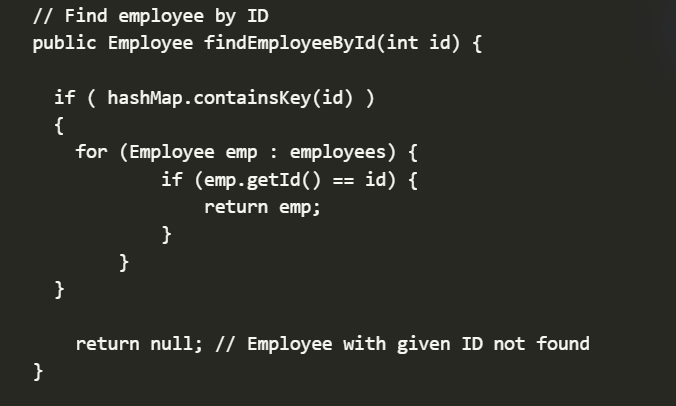 // Find employee by ID
public Employee findEmployeeById(int id) {
if ( hashMap.containsKey(id) )
{
for (Employee emp : employees) {
if (emp.getId() == id) {
return emp;
}
}
}
return null; // Employee with given ID not found
}